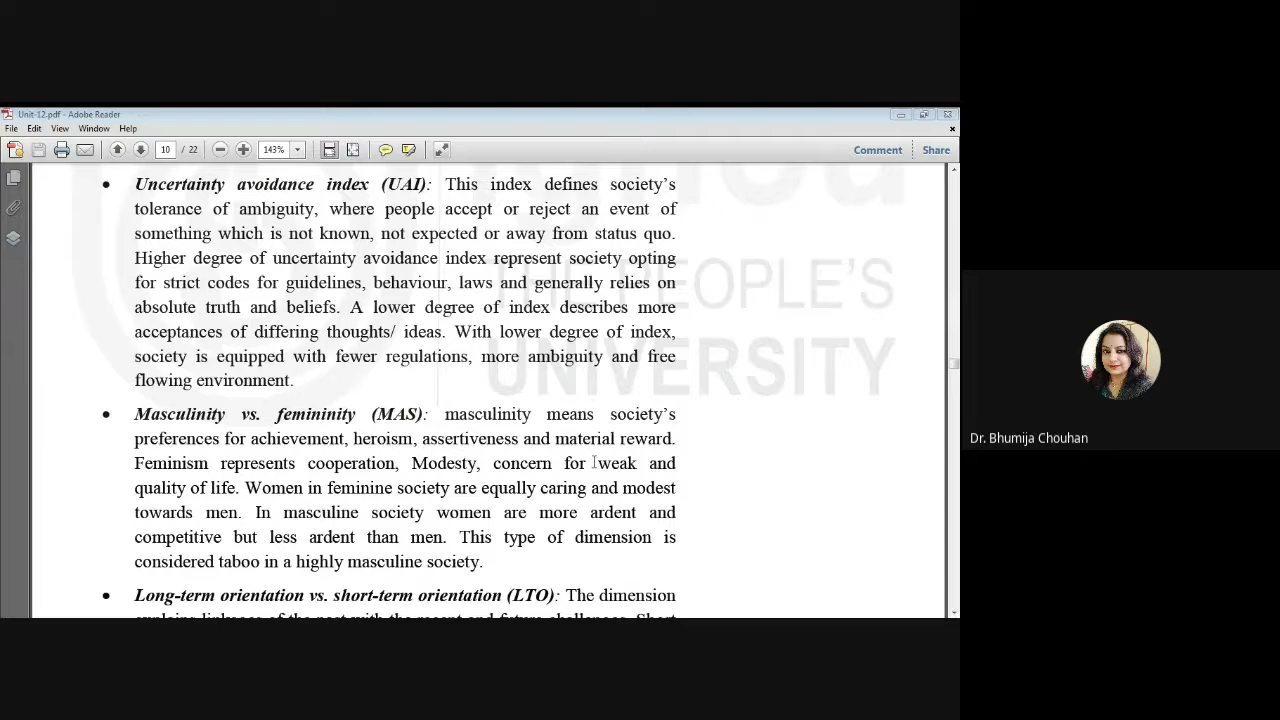 Unit-12.pdf - Adobe Reader
File Edit View Window Help
10 / 22 143% Comment Share
• Uncertainty avoidance index (UAI): This index defines society's
tolerance of ambiguity, where people accept or reject an event of
something which is not known, not expected or away from status quo.
Higher degree of uncertainty avoidance index represent society opting
for strict codes for guidelines, behaviour, laws and generally relies on
absolute truth and beliefs. A lower degree of index describes more
acceptances of differing thoughts/ ideas. With lower degree of index,
society is equipped with fewer regulations, more ambiguity and free
flowing environment.
THE PEOPLE'S
UNIVERSITY
• Masculinity vs. femininity (MAS): masculinity means society's
preferences for achievement, heroism, assertiveness and material reward.
Feminism represents cooperation, Modesty, concern for weak and
quality of life. Women in feminine society are equally caring and modest
towards men. In masculine society women are more ardent and
competitive but less ardent than men. This type of dimension is
considered taboo in a highly masculine society.
• Long-term orientation vs. short-term orientation (LTO): The dimension
Dr. Bhumija Chouhan